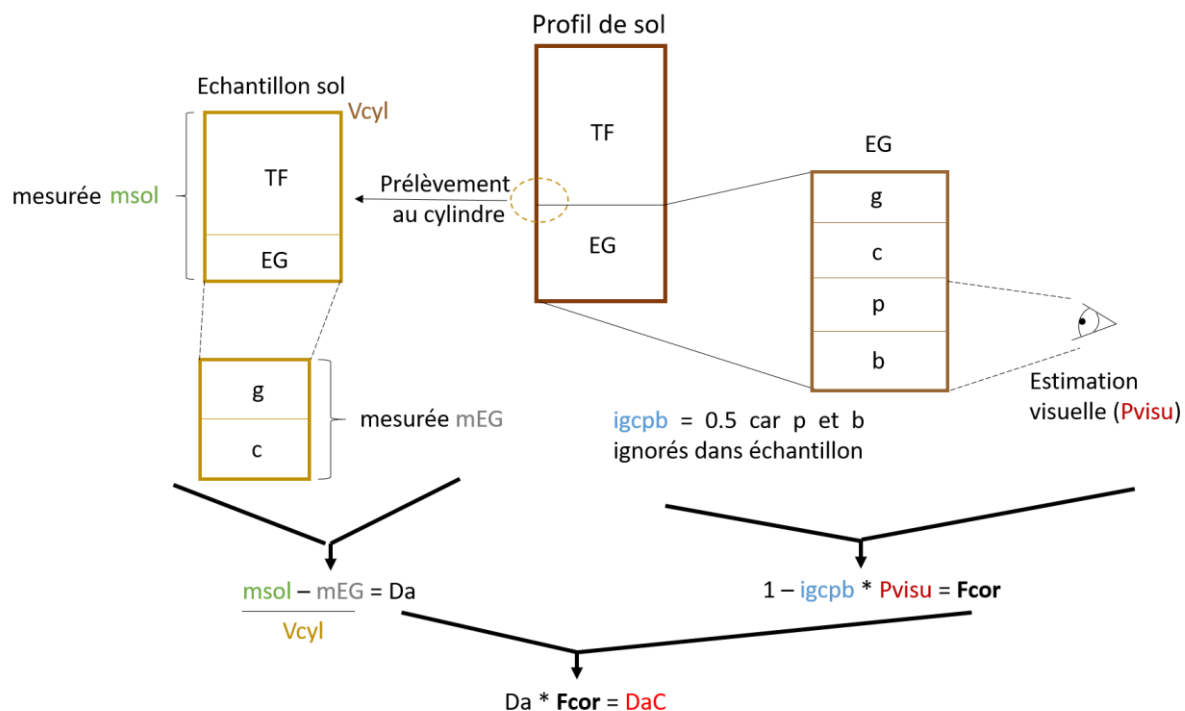 Profil de sol
Echantillon sol
Vcyl
TF
EG
mesurée msol
Prélèvement
au cylindre
TF
EG
EG
g
c
p
b
Estimation
visuelle (Pvisu)
g
c
mesurée mEG
igcpb = 0.5 car p et b
ignorés dans échantillon
msol – mEG = Da
Vcyl
1 – igcpb * Pvisu = Fcor
Da * Fcor = DaC